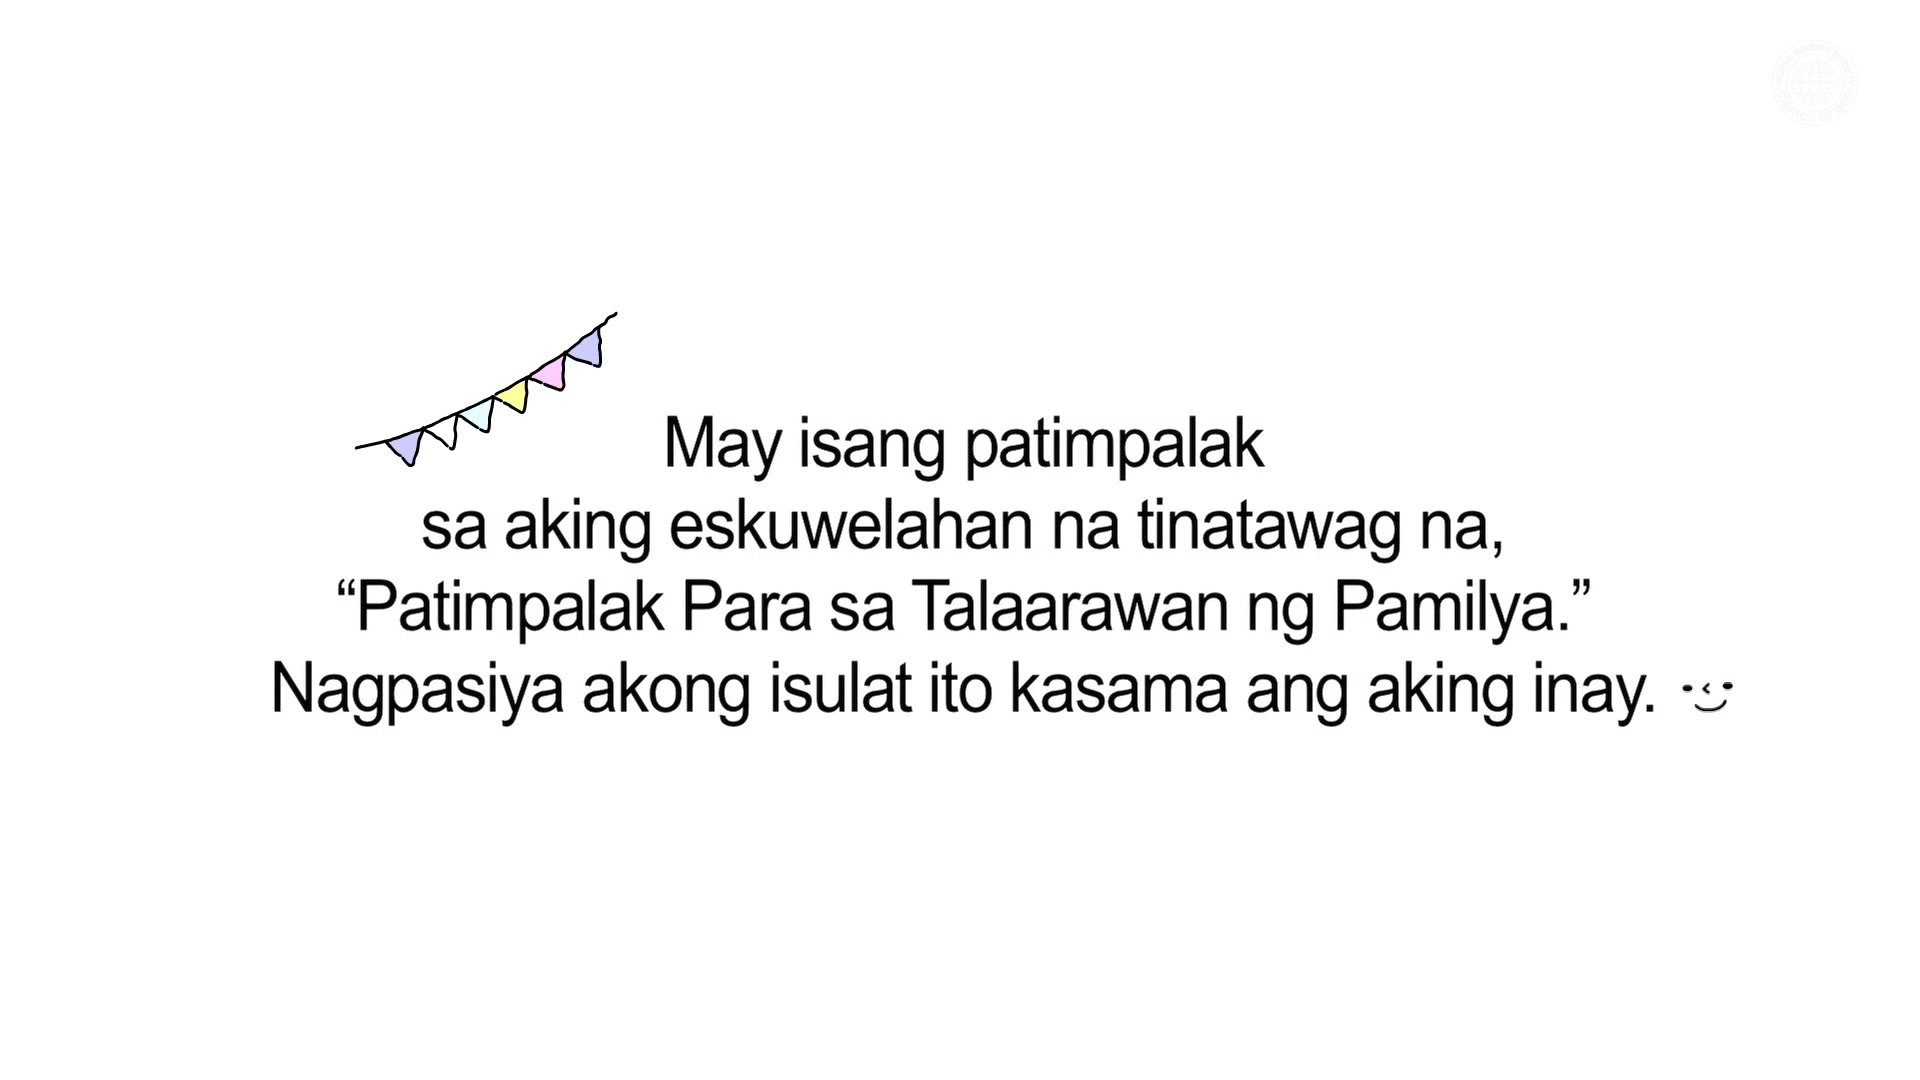 May isang patimpalak
sa aking eskuwelahan na tinatawag na,
“Patimpalak Para sa Talaarawan ng Pamilya.”
Nagpasiya akong isulat ito kasama ang aking inay.